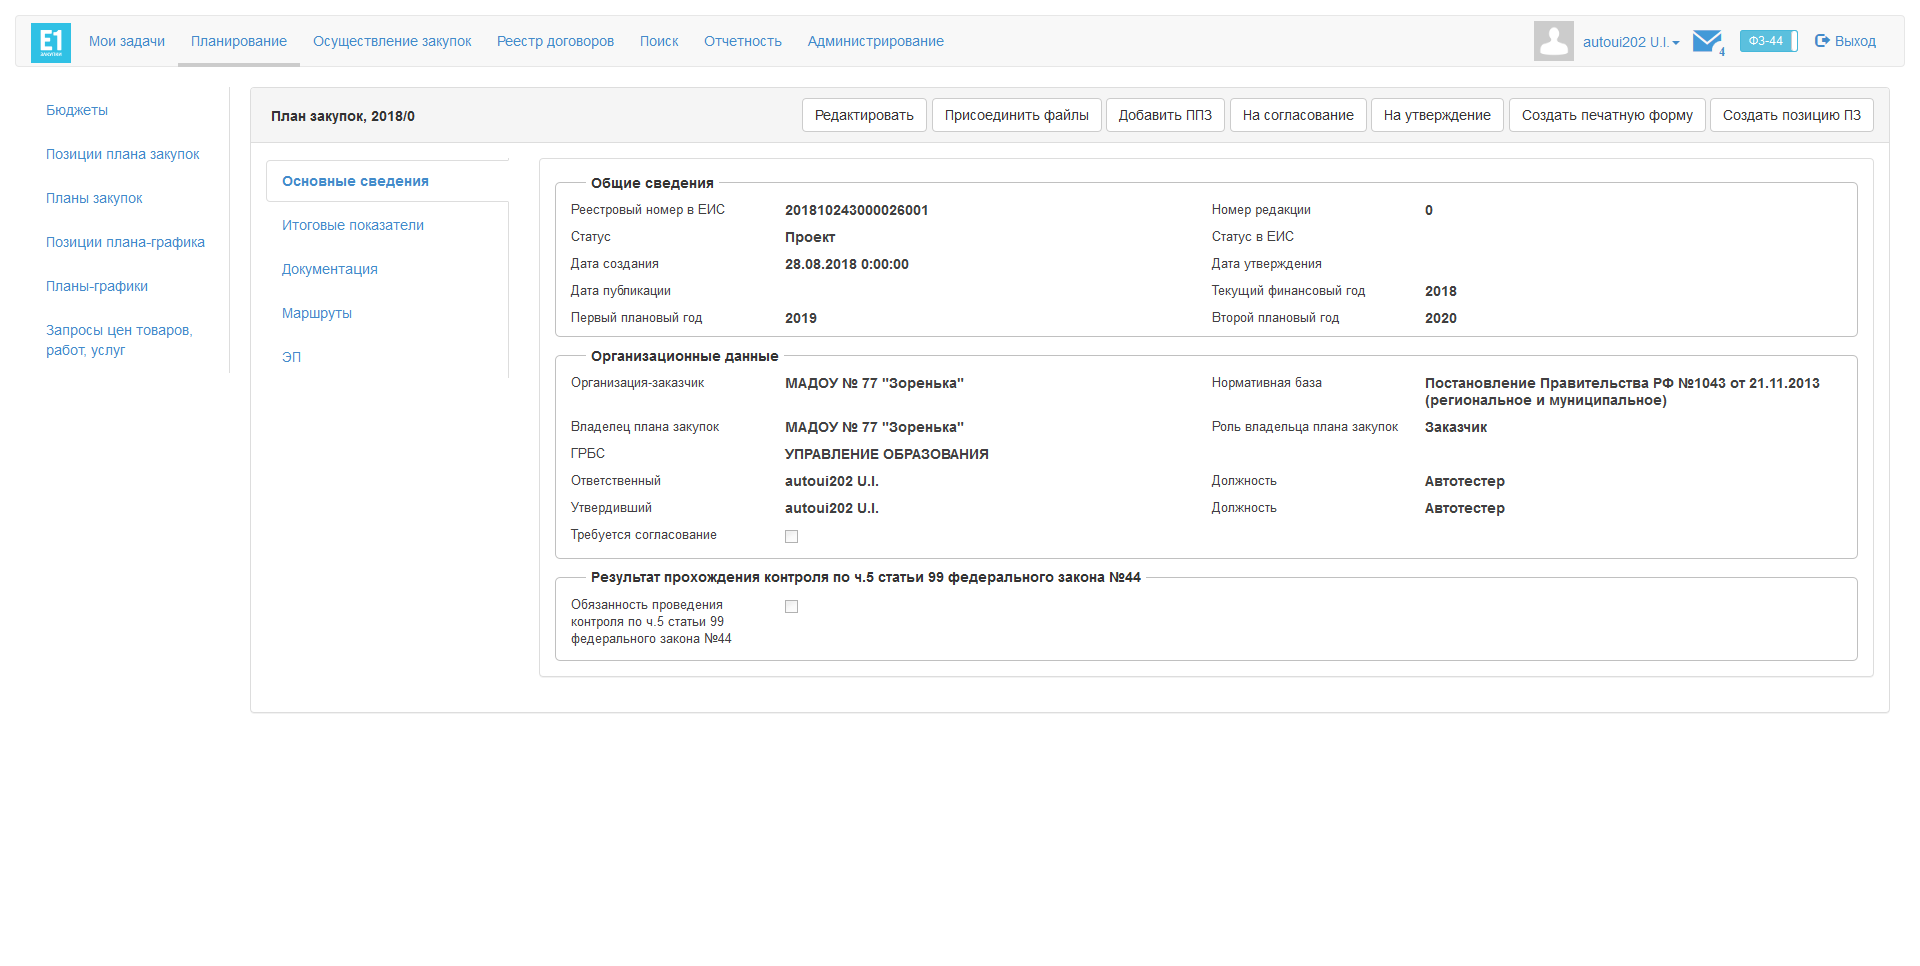 E1
ЗАКУПКИ
Мои задачи
Планирование
Осуществление закупок
Реестр договоров
Поиск
Отчетность
Администрирование
autoui202 U.I.
4
ФЗ-44
Выход
Бюджеты
Позиции плана закупок
Планы закупок
Позиции плана-графика
Планы-графики
Запросы цен товаров,
работ, услуг
План закупок, 2018/0
Редактировать
Присоединить файлы
Добавить ППЗ
На согласование
На утверждение
Создать печатную форму
Создать позицию ПЗ
Основные сведения
Итоговые показатели
Документация
Маршруты
ЭП
Общие сведения
Реестровый номер в ЕИС 201810243000026001 Номер редакции 0
Статус Проект Статус в ЕИС
Дата создания 28.08.2018 0:00:00 Дата утверждения
Дата публикации Текущий финансовый год 2018
Первый плановый год 2019 Второй плановый год 2020
Организационные данные
Организация-заказчик МАДОУ № 77 "Зоренька" Нормативная база Постановление Правительства РФ №1043 от 21.11.2013
(региональное и муниципальное)
Владелец плана закупок МАДОУ № 77 "Зоренька" Роль владельца плана закупок Заказчик
ГРБС УПРАВЛЕНИЕ ОБРАЗОВАНИЯ
Ответственный autoui202 U.I. Должность Автотестер
Утвердивший autoui202 U.I. Должность Автотестер
Требуется согласование
Результат прохождения контроля по ч.5 статьи 99 федерального закона №44
Обязанность проведения
контроля по ч.5 статьи 99
федерального закона №44